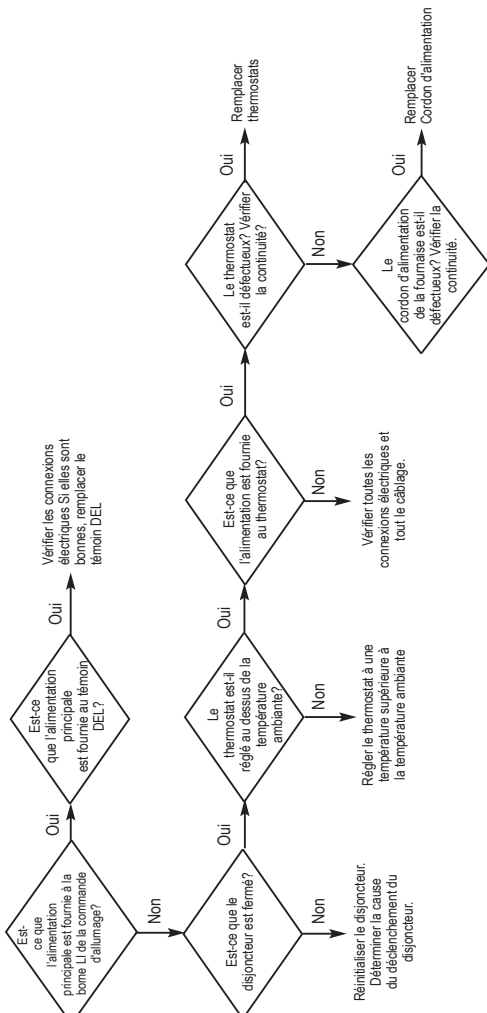 Est-
ce que
l'alimentation
principale est fournie à la
borne LI de la commande
d'allumage?
Oui
Est-ce
que l'alimentation
principale
est fournie au témoin
DEL?
Oui
Vérifier les connexions
électriques Si elles sont
bonnes, remplacer le
témoin DEL
Non
Est-ce que le
disjoncteur est fermé?
Non
Réinitialiser le disjoncteur.
Déterminer la cause
du déclenchement du
disjoncteur.
Oui
Le
thermostat est-il
réglé au dessus de la
température
ambiante?
Non
Régler le thermostat à une
température supérieure à
la température ambiante
Oui
Est-ce que
l'alimentation est fournie
au thermostat?
Non
Vérifier toutes les
connexions électriques et
tout le câblage.
Oui
Le thermostat
est-il défectueux? Vérifier
la continuité?
Oui
Remplacer
thermostats
Non
Le
cordon d'alimentation
de la fournaise est-il
défectueux? Vérifier la
continuité.
Oui
Remplacer
Cordon d'alimentation